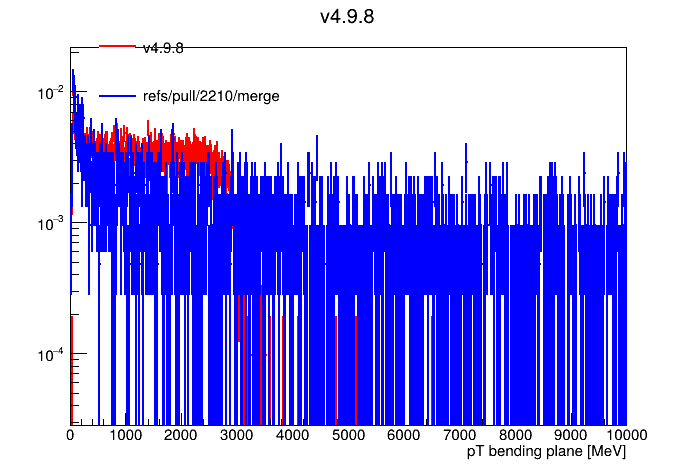 v4.9.8
v4.9.8
refs/pull/2210/merge
10⁻²
10⁻³
10⁻⁴
0 1000 2000 3000 4000 5000 6000 7000 8000 9000 10000
pT bending plane [MeV]